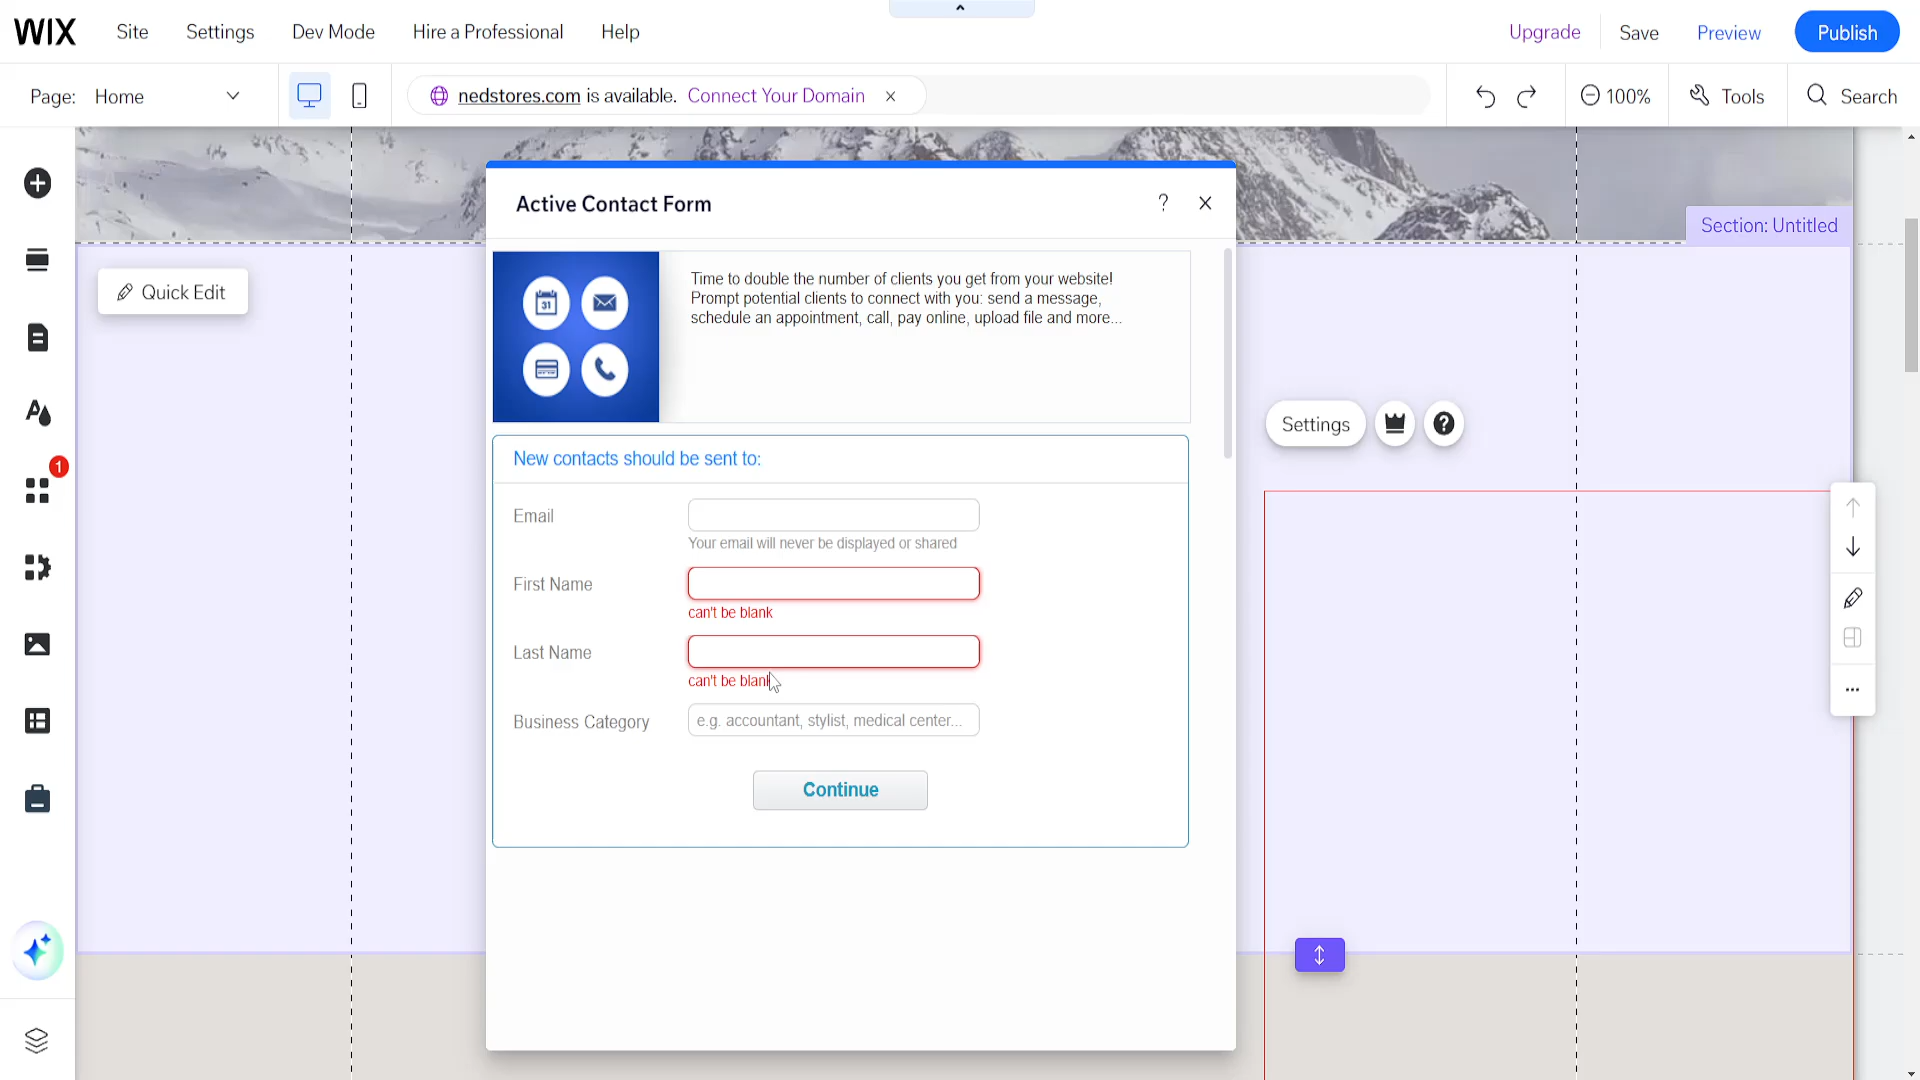 WIX Site Settings Dev Mode Hire a Professional Help Upgrade Save Preview Publish
Page: Home nedstores.com is available. Connect Your Domain 100% Tools Search
Section: Untitled
Quick Edit
1
Active Contact Form ?
31
Time to double the number of clients you get from your website!
Prompt potential clients to connect with you: send a message,
schedule an appointment, call, pay online, upload file and more...
Settings ?
New contacts should be sent to:
Email
Your email will never be displayed or shared
First Name
can't be blank
Last Name
can't be blank
Business Category e.g. accountant, stylist, medical center...
Continue